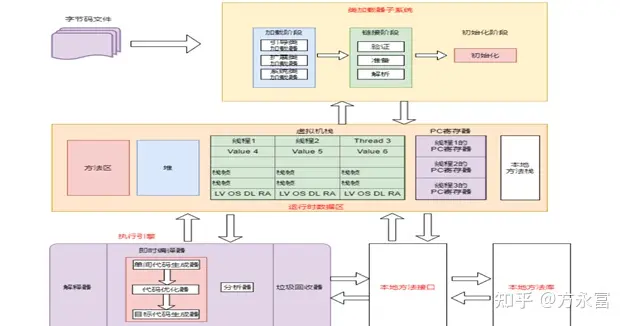 字节码文件
类加载器子系统
加载阶段
引导类
加载器
扩展类
加载器
系统类
加载器
链接阶段
验证
准备
解析
初始化阶段
初始化
方法区
堆
虚拟机栈
线程1 线程2 Thread 3
Value 4 Value 5 Value 6
栈帧 栈帧 栈帧
栈帧 栈帧 栈帧
LV OS DL RA LV OS DL RA LV OS DL RA
PC寄存器
线程1的
PC寄存器
线程2的
PC寄存器
线程3的
PC寄存器
本地
方法栈
运行时数据区
执行引擎
解释器
即时编译器
中间代码生成器
代码优化器
目标代码生成器
分析器
垃圾回收器
本地方法接口
本地方法库
知乎 @方永富